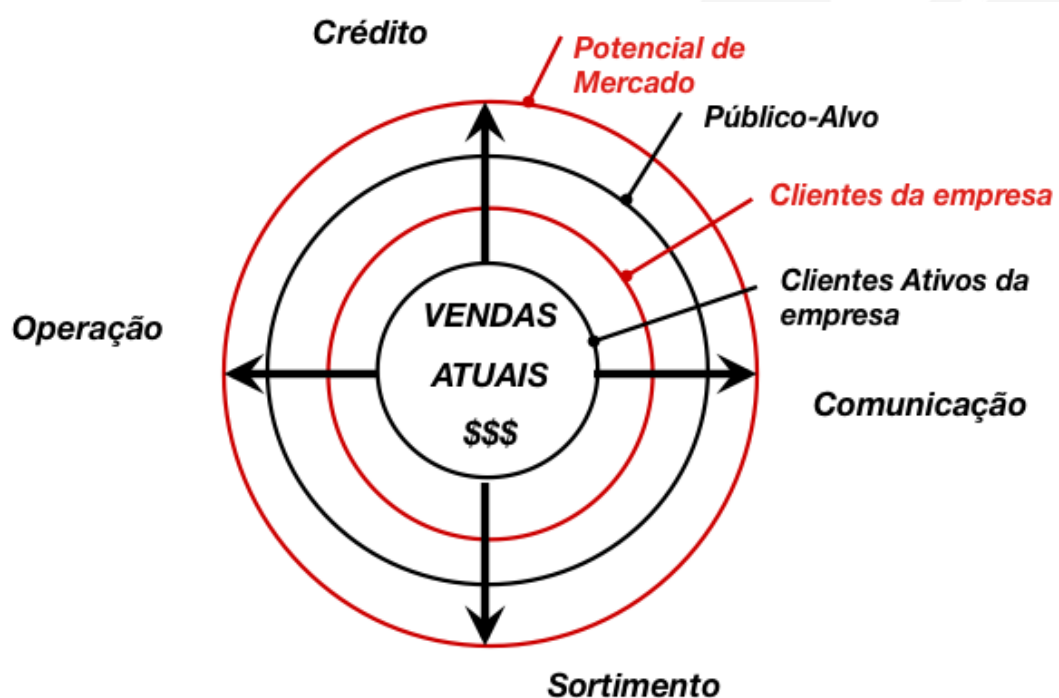 Crédito
Potencial de
Mercado
Público-Alvo
Clientes da empresa
Clientes Ativos da
empresa
VENDAS
ATUAIS
$$$
Operação
Comunicação
Sortimento